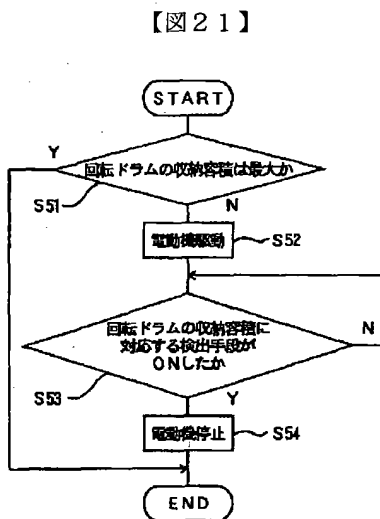 【図21】
START
Y
回転ドラムの収納容積は最大か
S51
N
電動機駆動
S52
回転ドラムの収納容積に
対応する検出手段が
ONしたか
N
S53
Y
電動機停止
S54
END